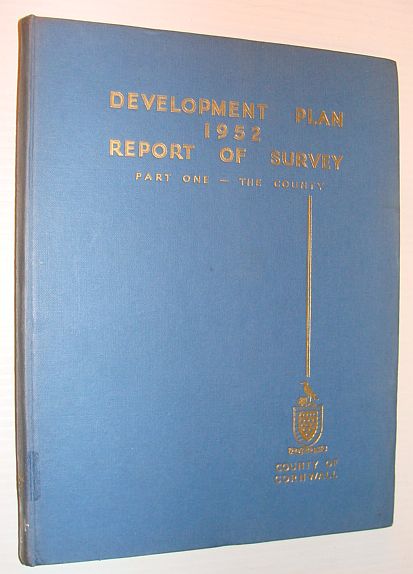 DEVELOPMENT PLAN
1952
REPORT OF SURVEY
PART ONE — THE COUNTY
COUNTY OF
CORNWALL